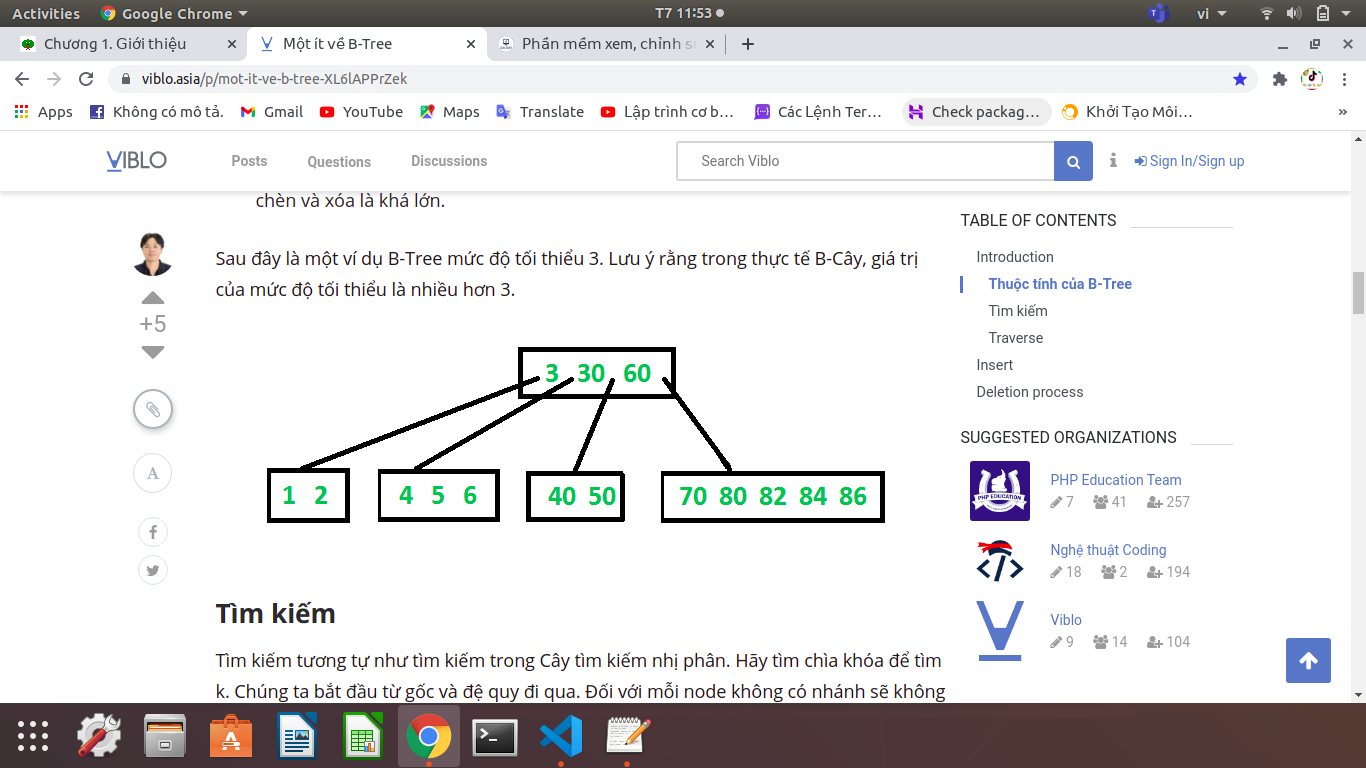 Activities Google Chrome T7 11:53 vi
Chương 1. Giới thiệu Một ít về B-Tree Phần mềm xem, chỉnh s
viblo.asia/p/mot-it-ve-b-tree-XL6lAPPrZek
Apps Không có mô tả. Gmail YouTube Maps Translate Lập trình cơ b… Các Lệnh Ter… Check packag… Khởi Tạo Môi… »
VIBLO Posts Questions Discussions Search Viblo Sign In/Sign up
chèn và xóa là khá lớn.
Sau đây là một ví dụ B-Tree mức độ tối thiểu 3. Lưu ý rằng trong thực tế B-Cây, giá trị
của mức độ tối thiểu là nhiều hơn 3.
+5
A
3 30 60
1 2 4 5 6 40 50 70 80 82 84 86
Tìm kiếm
Tìm kiếm tương tự như tìm kiếm trong Cây tìm kiếm nhị phân. Hãy tìm chìa khóa để tìm
k. Chúng ta bắt đầu từ gốc và đệ quy đi qua. Đối với mỗi node không có nhánh sẽ không
TABLE OF CONTENTS
Introduction
Thuộc tính của B-Tree
Tìm kiếm
Traverse
Insert
Deletion process
SUGGESTED ORGANIZATIONS
PHP EDUCATION
PHP Education Team
7 41 257
Nghệ thuật Coding
18 2 194
Viblo
9 14 104